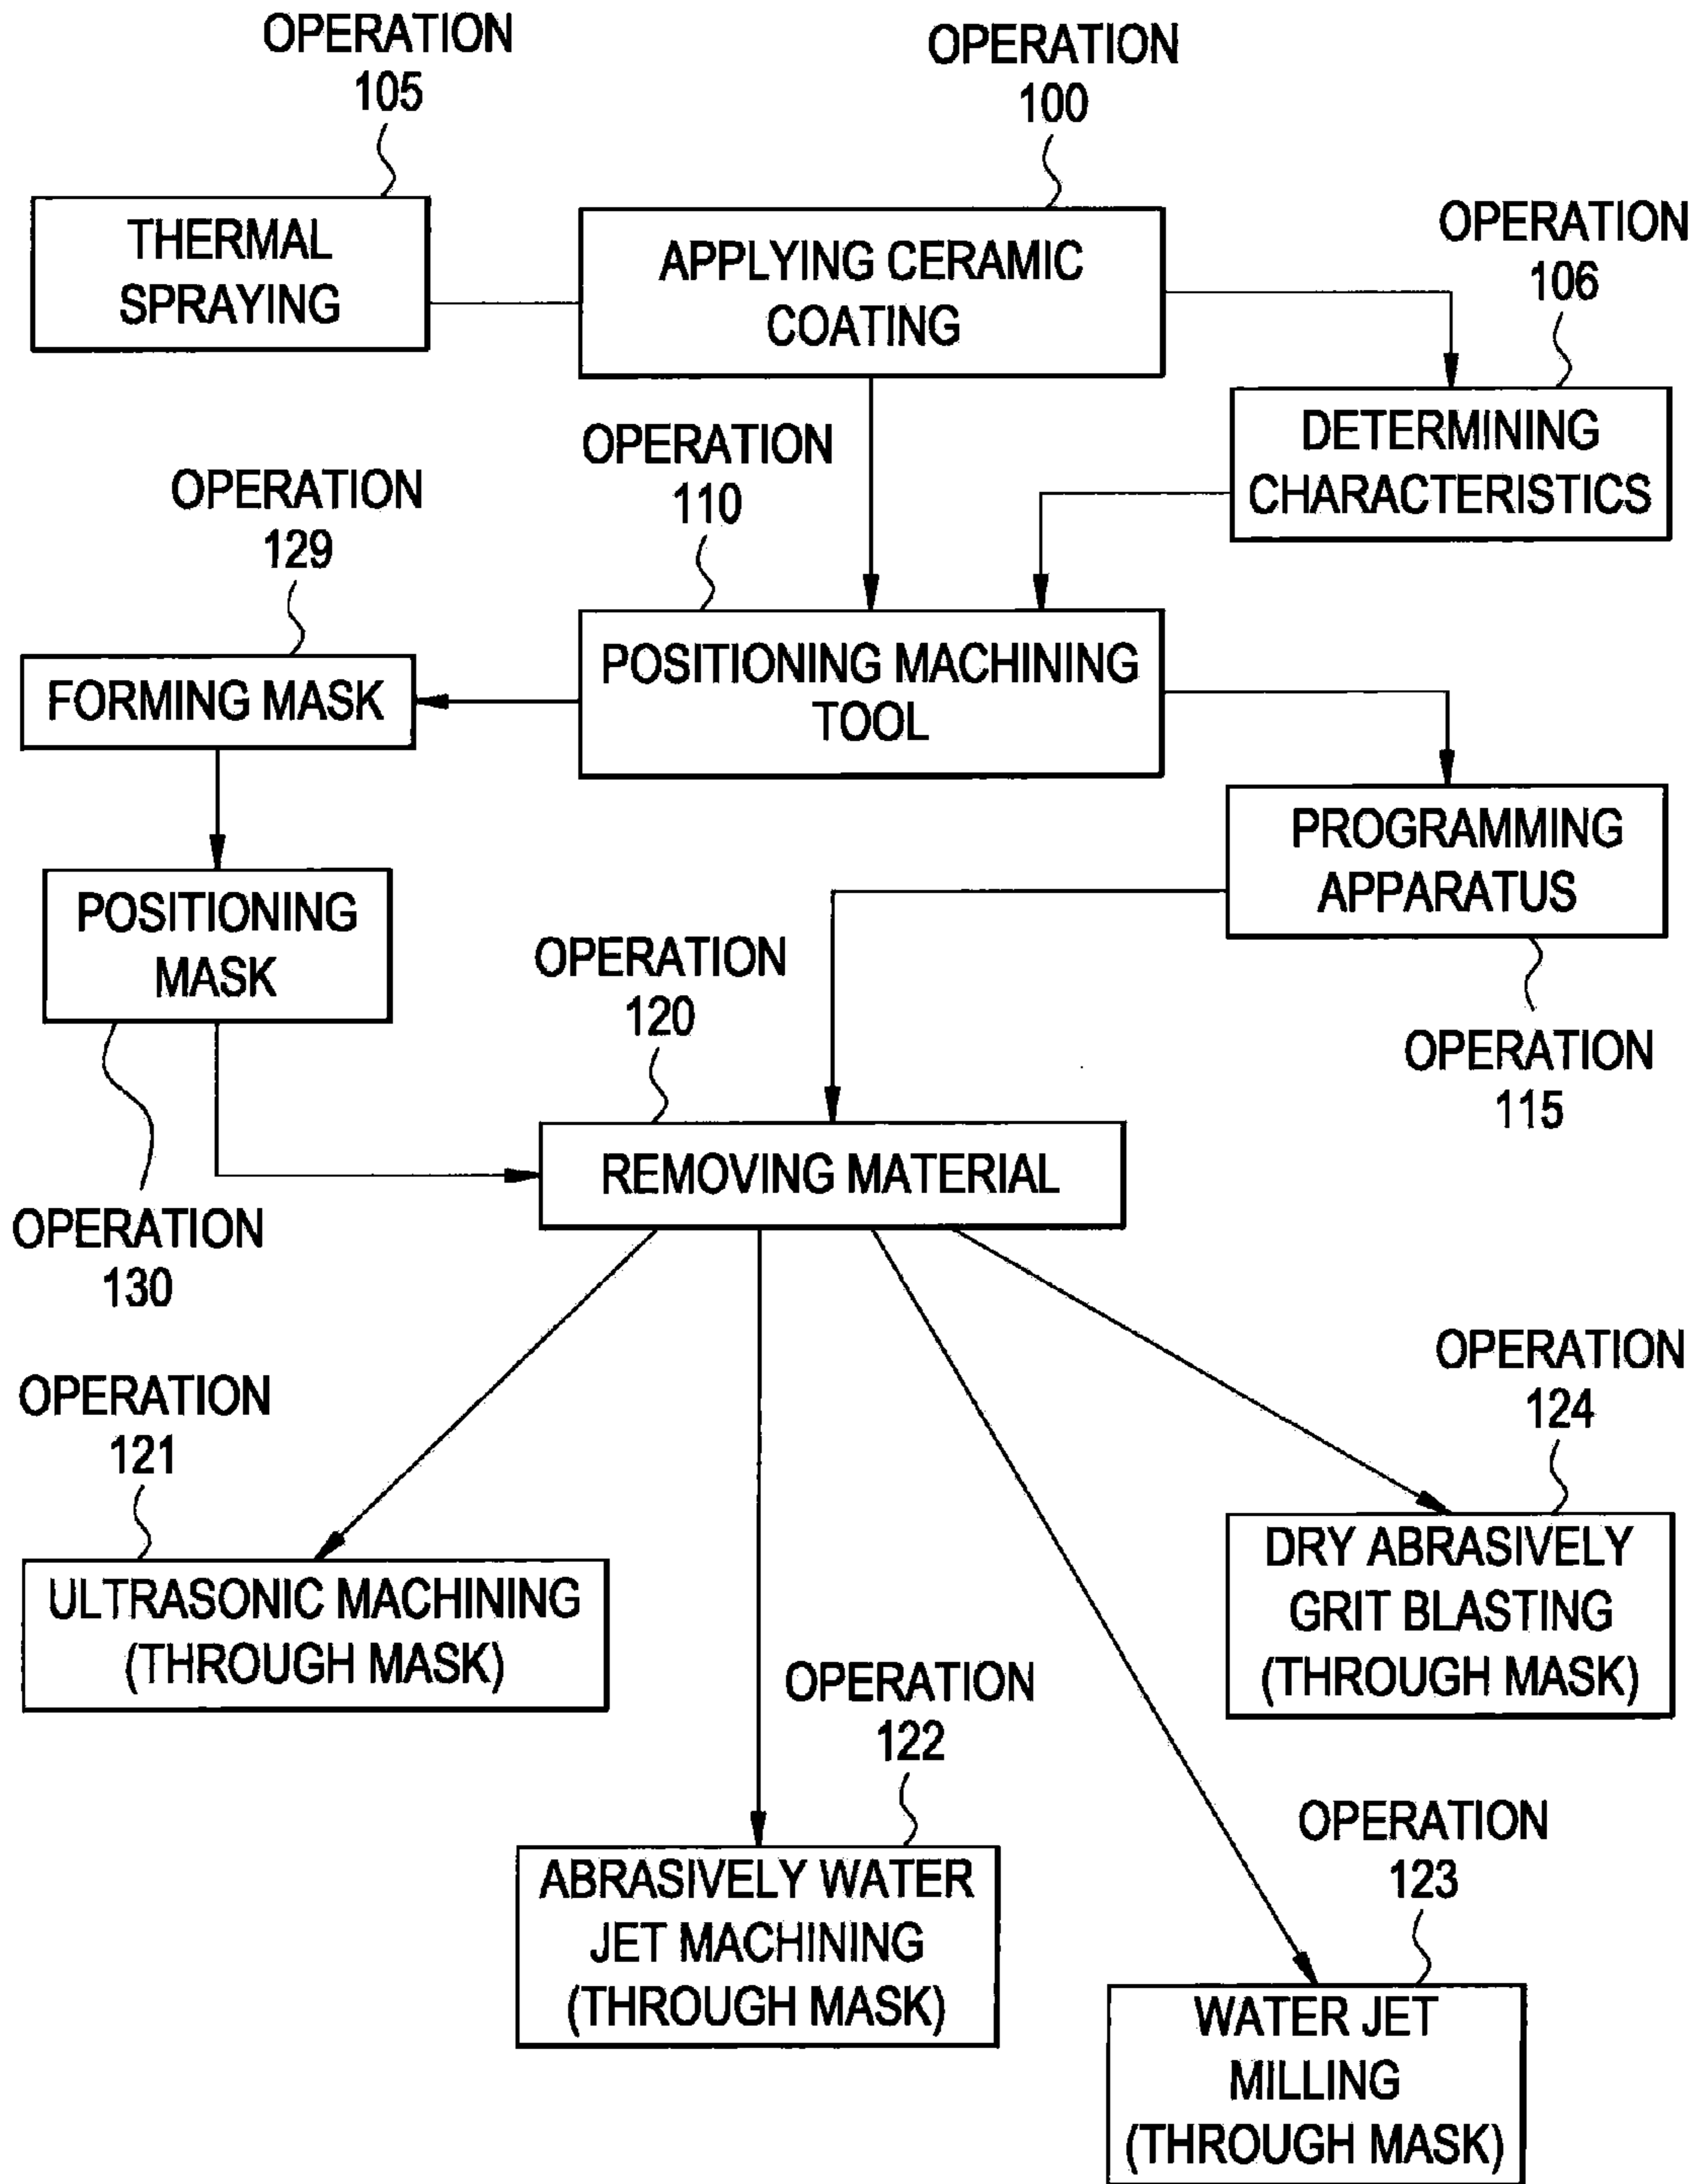 OPERATION
105
OPERATION
100
THERMAL
SPRAYING
APPLYING CERAMIC
COATING
OPERATION
106
DETERMINING
CHARACTERISTICS
OPERATION
110
OPERATION
129
FORMING MASK
POSITIONING MACHINING
TOOL
PROGRAMMING
APPARATUS
POSITIONING
MASK
OPERATION
120
OPERATION
115
REMOVING MATERIAL
OPERATION
130
OPERATION
121
OPERATION
124
ULTRASONIC MACHINING
(THROUGH MASK)
DRY ABRASIVELY
GRIT BLASTING
(THROUGH MASK)
OPERATION
122
OPERATION
123
ABRASIVELY WATER
JET MACHINING
(THROUGH MASK)
WATER JET
MILLING
(THROUGH MASK)